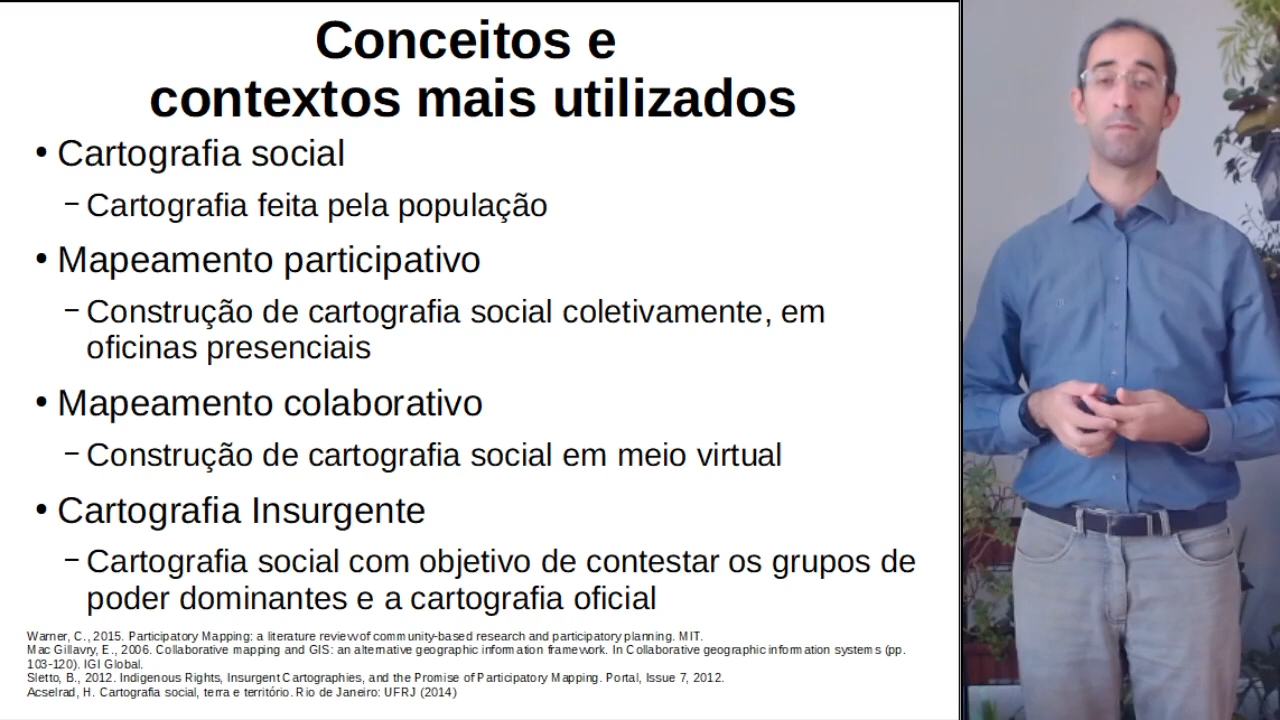 Conceitos e
contextos mais utilizados
• Cartografia social
– Cartografia feita pela população
• Mapeamento participativo
– Construção de cartografia social coletivamente, em
oficinas presenciais
• Mapeamento colaborativo
– Construção de cartografia social em meio virtual
• Cartografia Insurgente
– Cartografia social com objetivo de contestar os grupos de
poder dominantes e a cartografia oficial
Warner, C., 2015. Participatory Mapping: a literature review of community-based research and participatory planning. MIT.
Mac Gillavry, E., 2006. Collaborative mapping and GIS: an alternative geographic information framework. In Collaborative geographic information systems (pp.
103-120). IGI Global.
Sletto, B., 2012. Indigenous Rights, Insurgent Cartographies, and the Promise of Participatory Mapping. Portal, Issue 7, 2012.
Acselrad, H. Cartografia social, terra e território. Rio de Janeiro: UFRJ (2014)